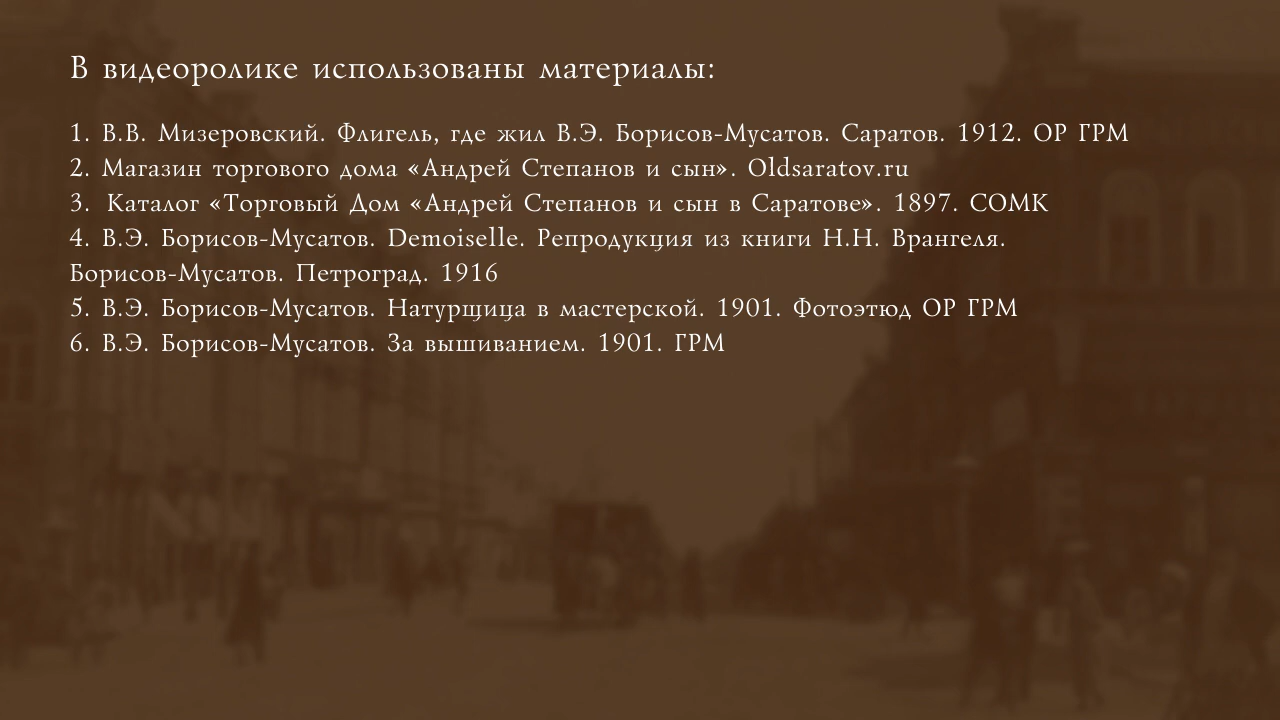 В видеоролике использованы материалы:
1. В.В. Мизеровский. Флигель, где жил В.Э. Борисов-Мусатов. Саратов. 1912. ОР ГРМ
2. Магазин торгового дома «Андрей Степанов и сын». Oldsaratov.ru
3. Каталог «Торговый Дом «Андрей Степанов и сын в Саратове». 1897. СОМК
4. В.Э. Борисов-Мусатов. Demoiselle. Репродукция из книги Н.Н. Врангеля.
Борисов-Мусатов. Петроград. 1916
5. В.Э. Борисов-Мусатов. Натурщица в мастерской. 1901. Фотоэтюд ОР ГРМ
6. В.Э. Борисов-Мусатов. За вышиванием. 1901. ГРМ